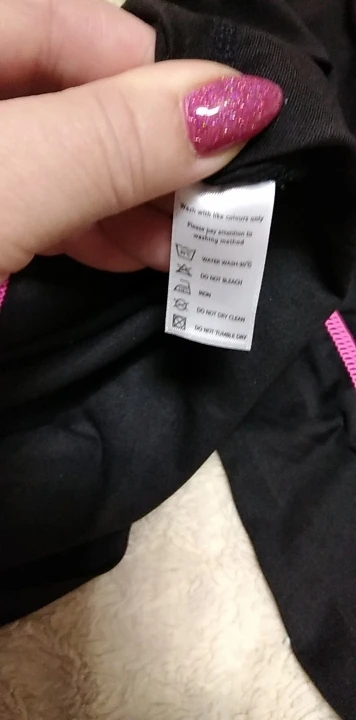 Wash with like colours only
Please pay attention to
washing method
WATER WASH 30℃
DO NOT BLEACH
IRON
DO NOT DRY CLEAN
DO NOT TUMBLE DRY